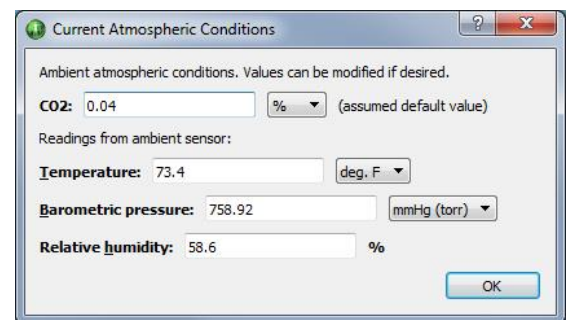 Current Atmospheric Conditions
Ambient atmospheric conditions. Values can be modified if desired.
CO2: 0.04 % (assumed default value)
Readings from ambient sensor:
Temperature: 73.4 deg. F
Barometric pressure: 758.92 mmHg (torr)
Relative humidity: 58.6 %
OK